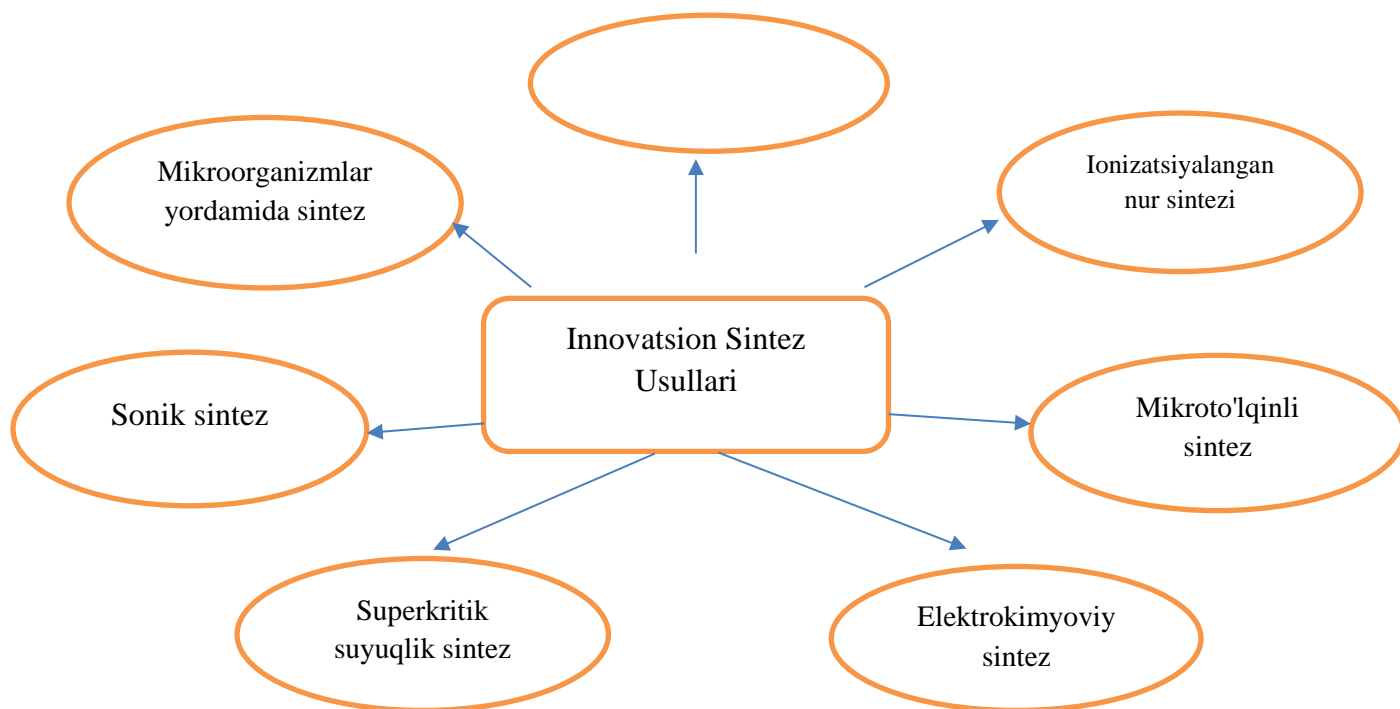 Mikroorganizmlar
yordamida sintez
Ionizatsiyalangan
nur sintezi
Innovatsion Sintez
Usullari
Sonik sintez
Mikroto'lqinli
sintez
Superkritik
suyuqlik sintez
Elektrokimyoviy
sintez